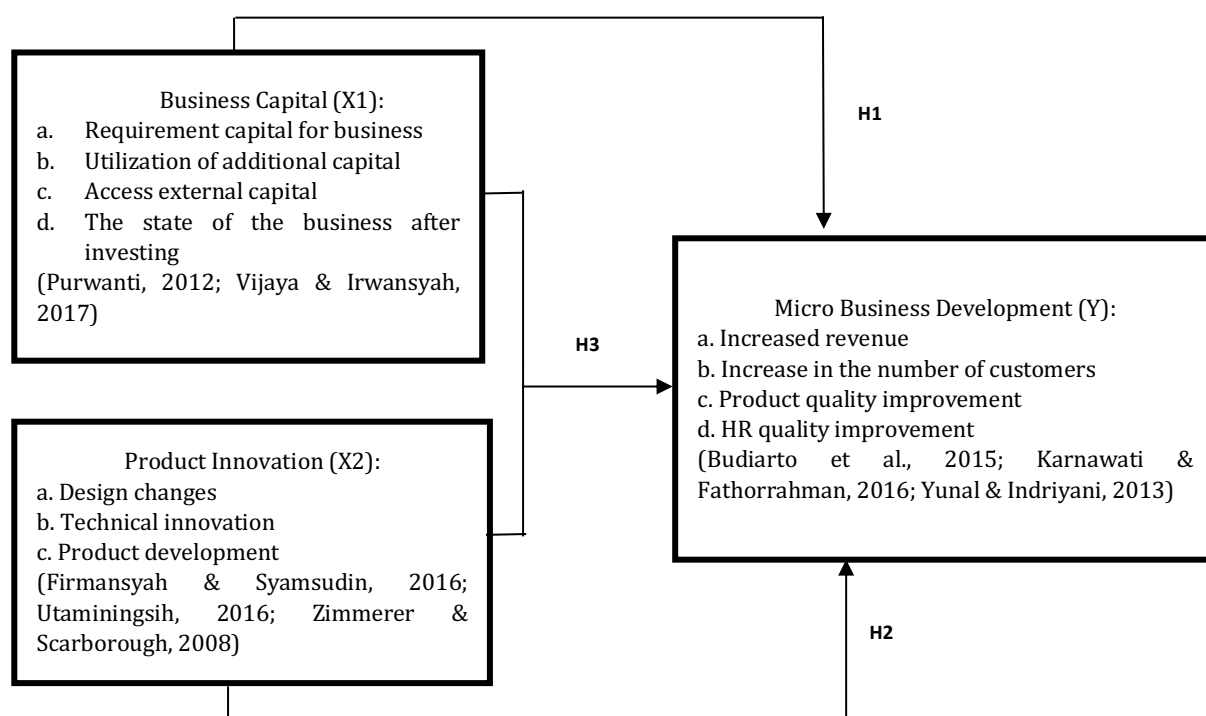 Business Capital (X1):
a. Requirement capital for business
b. Utilization of additional capital
c. Access external capital
d. The state of the business after
investing
(Purwanti, 2012; Vijaya & Irwansyah,
2017)
H1
H3
Product Innovation (X2):
a. Design changes
b. Technical innovation
c. Product development
(Firmansyah & Syamsudin, 2016;
Utaminingsih, 2016; Zimmerer &
Scarborough, 2008)
Micro Business Development (Y):
a. Increased revenue
b. Increase in the number of customers
c. Product quality improvement
d. HR quality improvement
(Budiarto et al., 2015; Karnawati &
Fathorrahman, 2016; Yunal & Indriyani, 2013)
H2